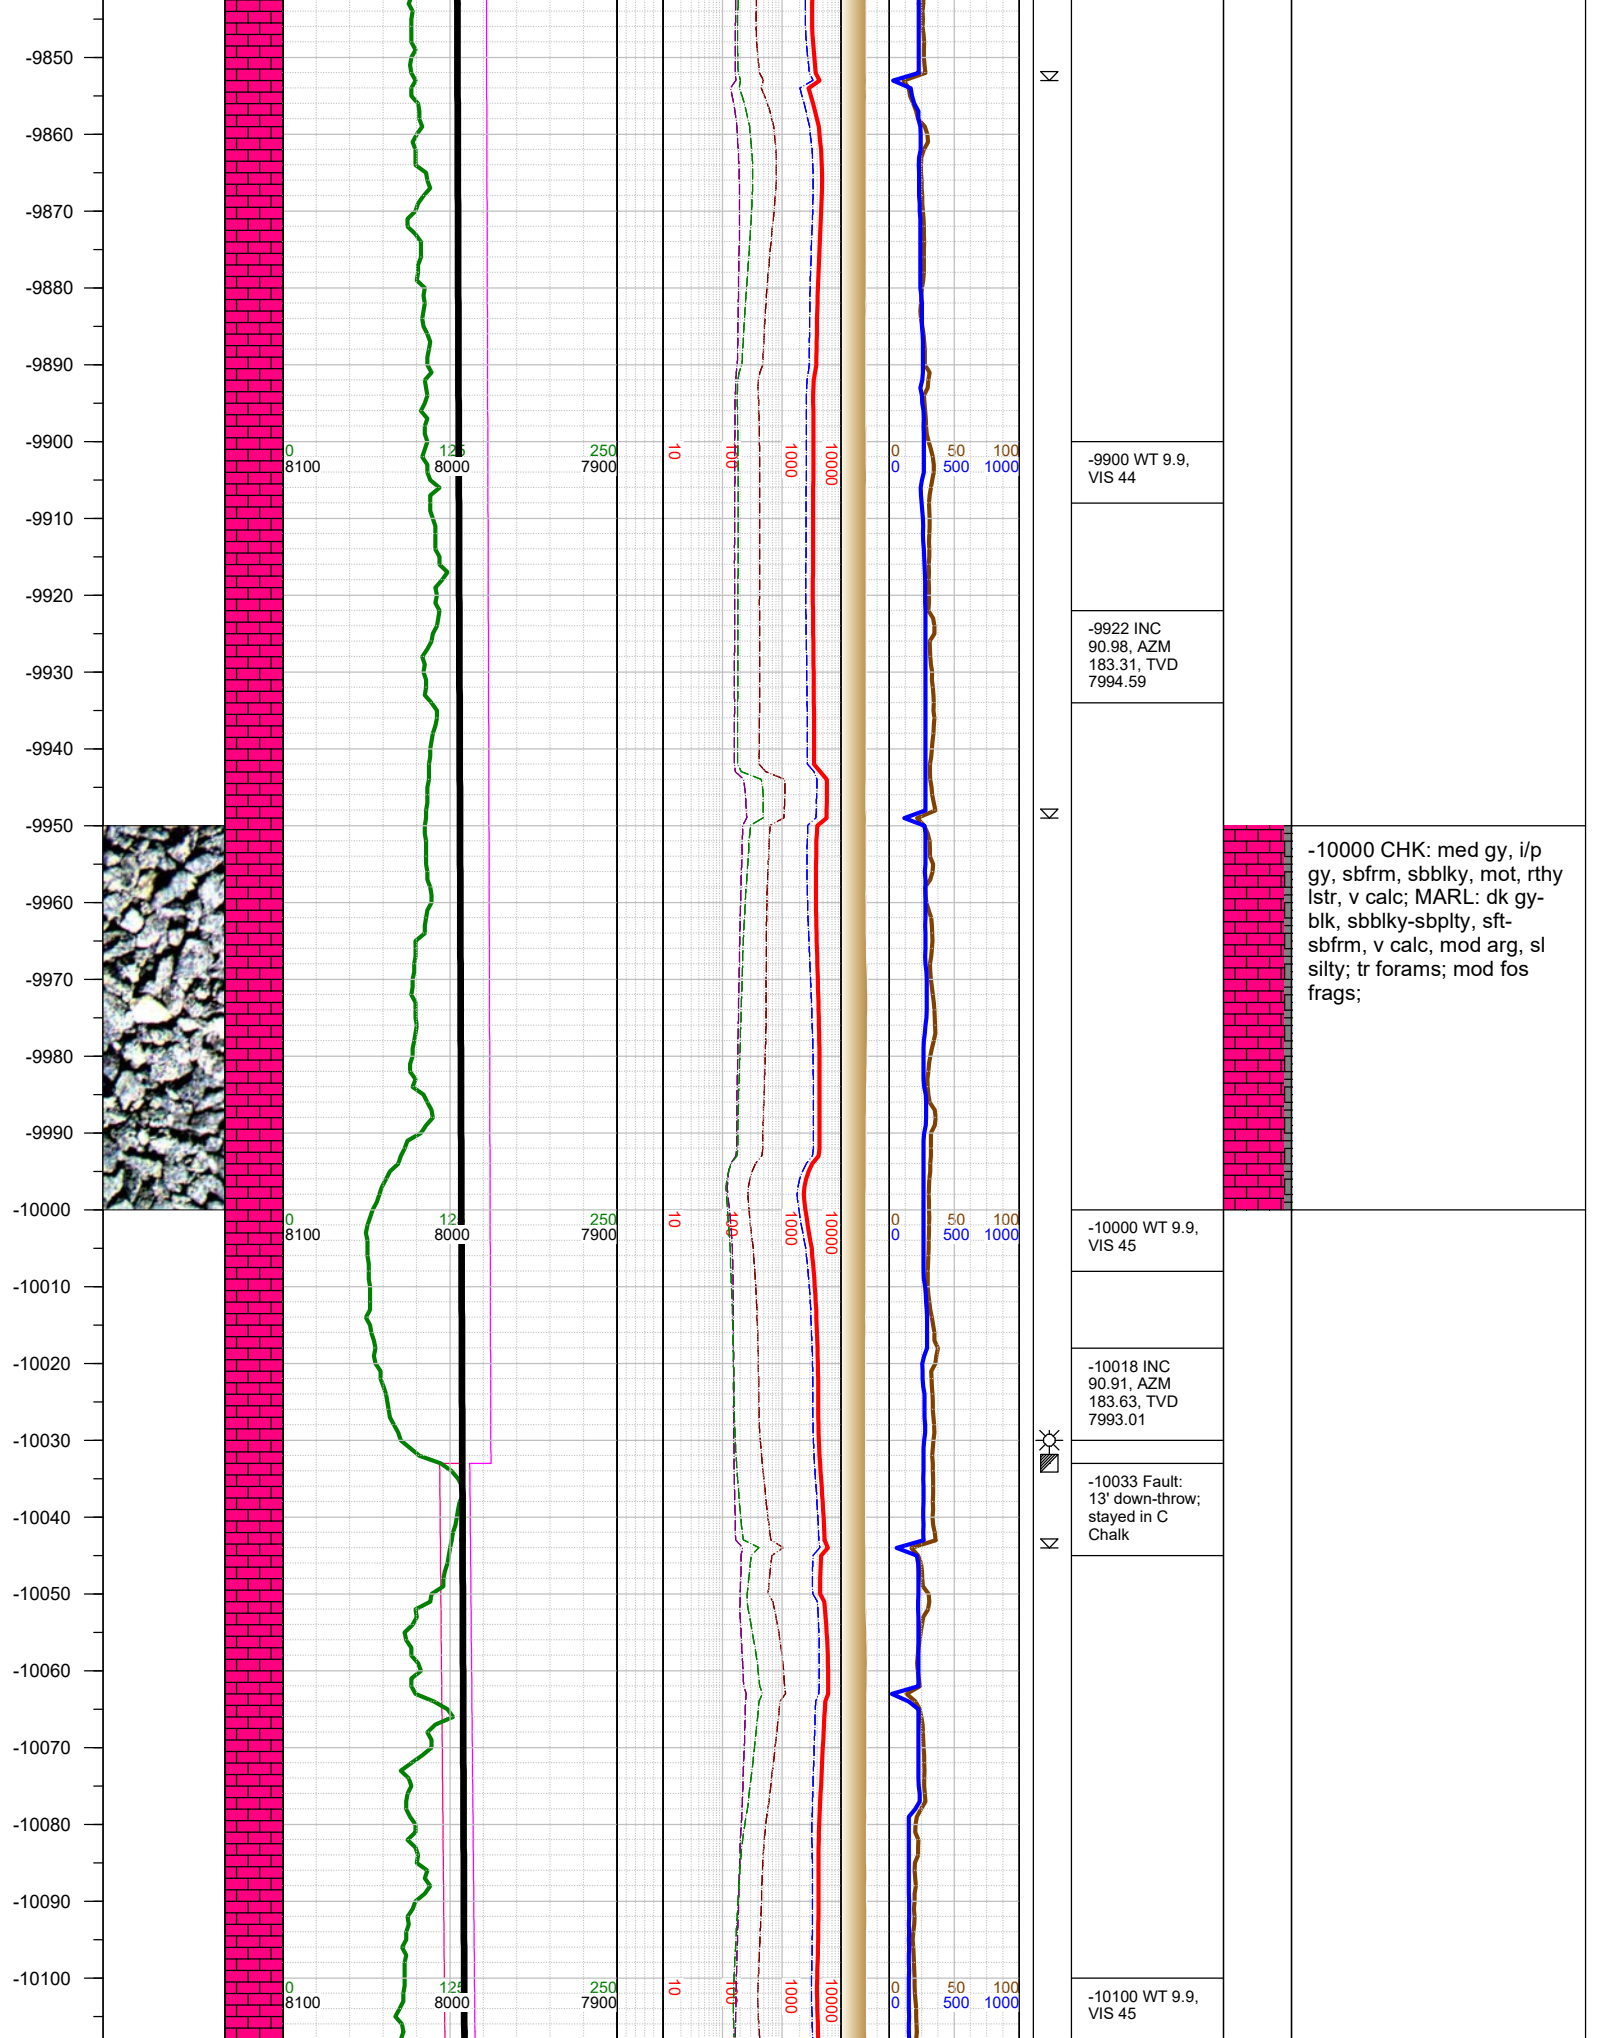 -9850
-9860
-9870
-9880
-9890
-9900
0 125 250
8100 8000 7900
10 100 1000 10000
0 50 100
0 500 1000
-9900 WT 9.9,
VIS 44
-9910
-9920
-9922 INC
90.98, AZM
183.31, TVD
7994.59
-9930
-9940
-9950
-10000 CHK: med gy, i/p
gy, sbfrm, sbblky, mot, rthy
lstr, v calc; MARL: dk gy-
blk, sbblky-sbplty, sft-
sbfrm, v calc, mod arg, sl
silty; tr forams; mod fos
frags;
-9960
-9970
-9980
-9990
-10000
0 12 250
8100 8000 7900
10 100 1000 10000
0 50 100
0 500 1000
-10000 WT 9.9,
VIS 45
-10010
-10020
-10018 INC
90.91, AZM
183.63, TVD
7993.01
-10030
-10033 Fault:
13' down-throw;
stayed in C
Chalk
-10040
-10050
-10060
-10070
-10080
-10090
-10100
0 125 250
8100 8000 7900
10 100 1000 10000
0 50 100
0 500 1000
-10100 WT 9.9,
VIS 45